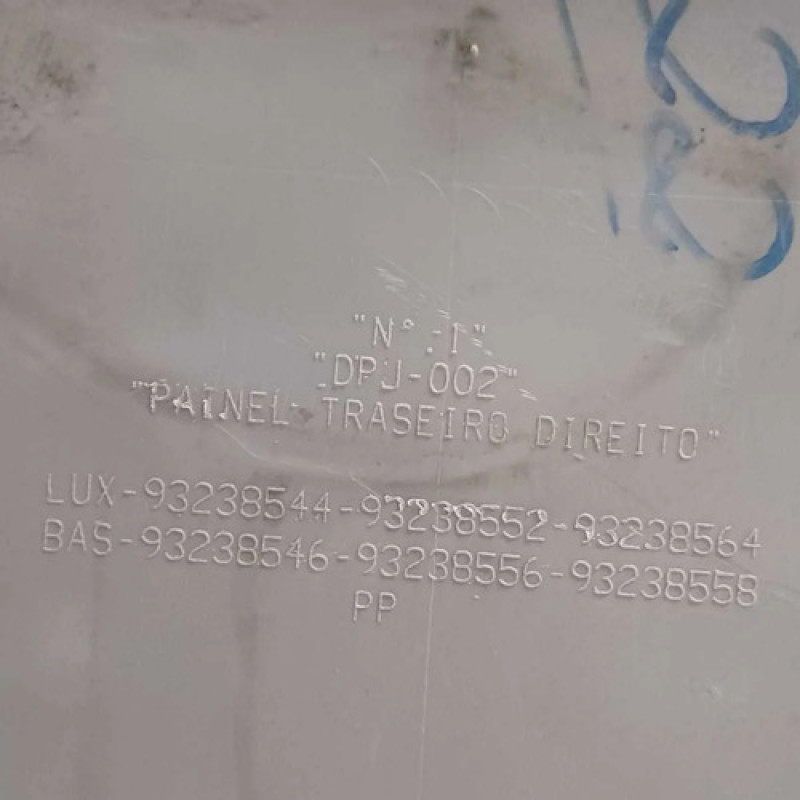 "N°:1"
"DPJ-002"
"PAINEL TRASEIRO DIREITO"
LUX-93238544-93238552-93238564
BAS-93238546-93238556-93238558
PP